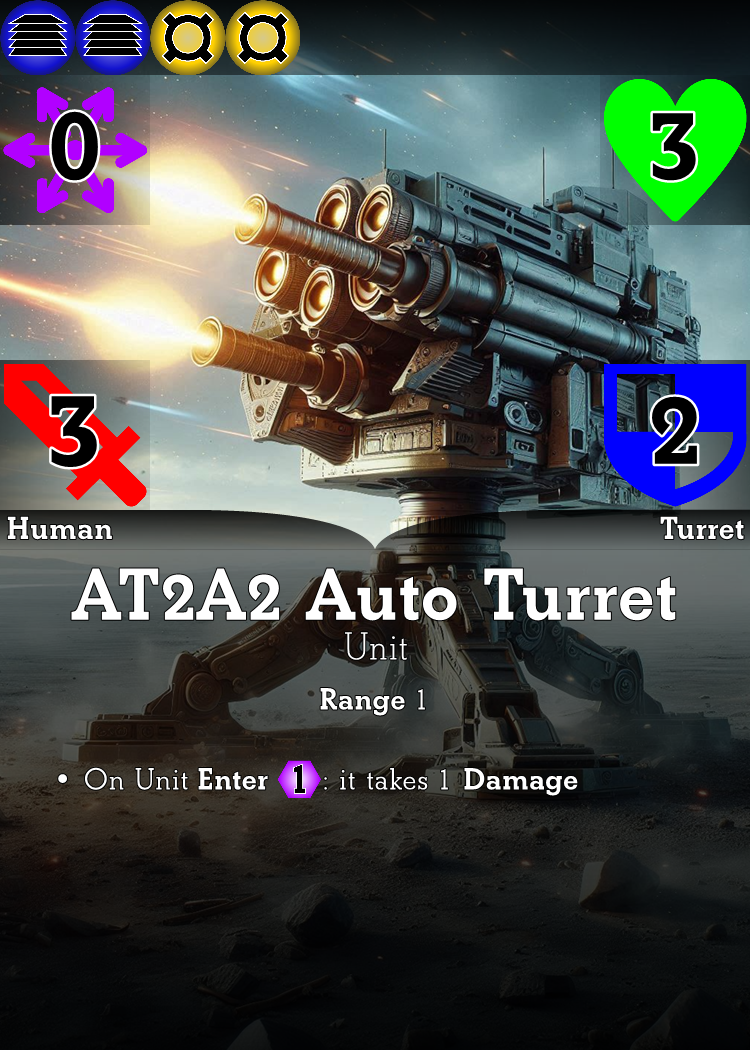 0
3
3
2
Human
Turret
AT2A2 Auto Turret
Unit
Range 1
• On Unit Enter 1: it takes 1 Damage